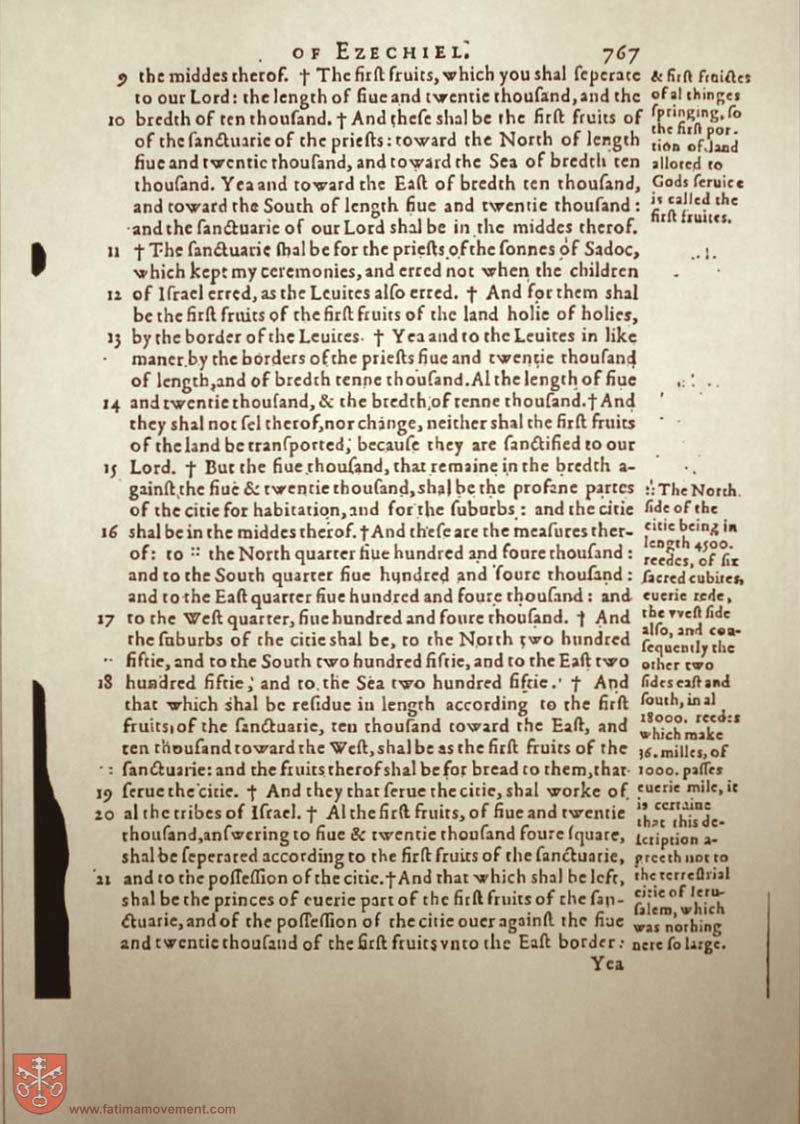 OF EZECHIEL. 767
9 the middes therof. † The first fruits, which you shal seperate
to our Lord: the length of fiue and twentie thousand, and the
10 bredth of ten thousand. † And these shal be the first fruits of
of the sanctuarie of the priests: toward the North of length
fiue and twentie thousand, and toward the Sea of bredth ten
thousand. Yea and toward the East of bredth ten thousand,
and toward the South of length fiue and twentie thousand:
and the sanctuarie of our Lord shal be in the middes therof.
11 † The sanctuarie shal be for the priests of the sonnes of Sadoc,
which kept my ceremonies, and erred not when the children
12 of Israel erred, as the Leuites also erred. † And for them shal
be the first fruits of the first fruits of the land holie of holies,
13 by the border of the Leuites. † Yea and to the Leuites in like
maner by the borders of the priests fiue and twentie thousand
of length, and of bredth tenne thousand. Al the length of fiue
14 and twentie thousand, & the bredth of tenne thousand. † And
they shal not sel therof, nor change, neither shal the first fruits
of the land be transported, because they are sanctified to our
15 Lord. † But the fiue thousand, that remaine in the bredth a-
gainst the fiue & twentie thousand, shal be the profane partes
of the citie for habitation, and for the suburbs: and the citie
16 shal be in the middes therof. † And these are the measures ther-
of: to :: the North quarter fiue hundred and foure thousand:
and to the South quarter fiue hundred and foure thousand:
and to the East quarter fiue hundred and foure thousand: and
17 to the West quarter, fiue hundred and foure thousand. † And
the suburbs of the citie shal be, to the North two hundred
fiftie, and to the South two hundred fiftie, and to the East two
18 hundred fiftie, and to the Sea two hundred fiftie. † And
that which shal be residue in length according to the first
fruits of the sanctuarie, ten thousand toward the East, and
ten thousand toward the West, shal be as the first fruits of the
sanctuarie: and the fruits therof shal be for bread to them, that
19 serue the citie. † And they that serue the citie, shal worke of
20 al the tribes of Israel. † Al the first fruits, of fiue and twentie
thousand, answering to fiue & twentie thousand foure square,
shal be seperated according to the first fruits of the sanctuarie,
21 and to the possession of the citie. † And that which shal be left,
shal be the princes of euerie part of the first fruits of the san-
ctuarie, and of the possession of the citie ouer against the fiue
and twentie thousand of the first fruits vnto the East border:
Yea
& first fruictes
of al thinges
springing, so
the first por-
tion of land
alloted to
Gods seruice
is called the
first fruites.
:: The North
side of the
citie being in
length 4500.
reedes, of six
sacred cubites,
euerie rede,
the vvest side
also, and con-
sequently the
other two
sides east and
south, in al
18000. reedes
which make
36. milles, of
1000. passes
euerie mile, it
is certaine
that this de-
scription a-
greeth not to
the terrestrial
citie of Ieru-
salem, which
was nothing
nere so large.
www.fatimamovement.com